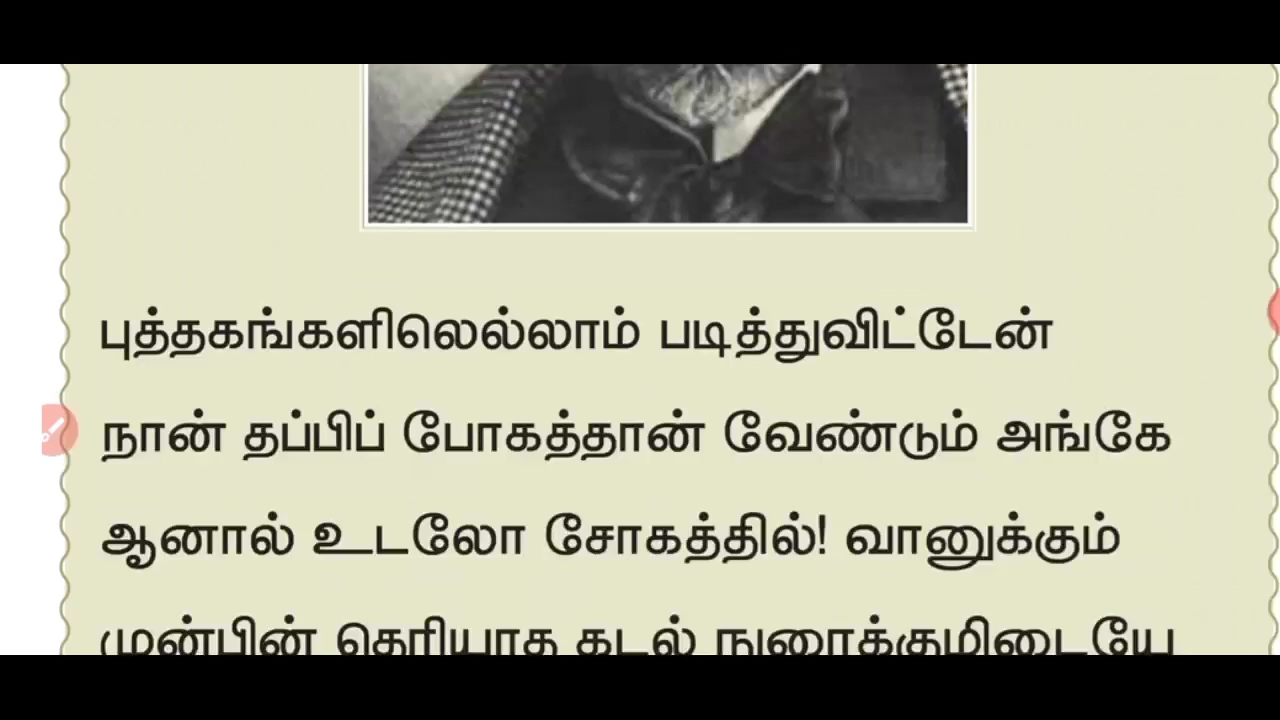 புத்தகங்களிலெல்லாம் படித்துவிட்டேன்
நான் தப்பிப் போகத்தான் வேண்டும் அங்கே
ஆனால் உடலோ சோகத்தில்! வானுக்கும்
முன்பின் தெரியாத கடல் நுரைக்குமிடையே